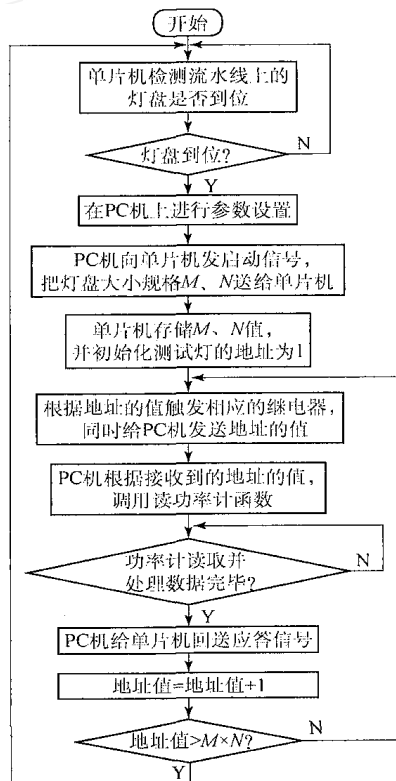 开始
单片机检测流水线上的
灯盘是否到位
灯盘到位?
N
Y
在PC机上进行参数设置
PC机向单片机发启动信号,
把灯盘大小规格M、N送给单片机
单片机存储M、N值,
并初始化测试灯的地址为1
根据地址的值触发相应的继电器,
同时给PC机发送地址的值
PC机根据接收到的地址的值,
调用读功率计函数
功率计读取并
处理数据完毕?
N
Y
PC机给单片机回送应答信号
地址值=地址值+1
地址值>M×N?
N
Y